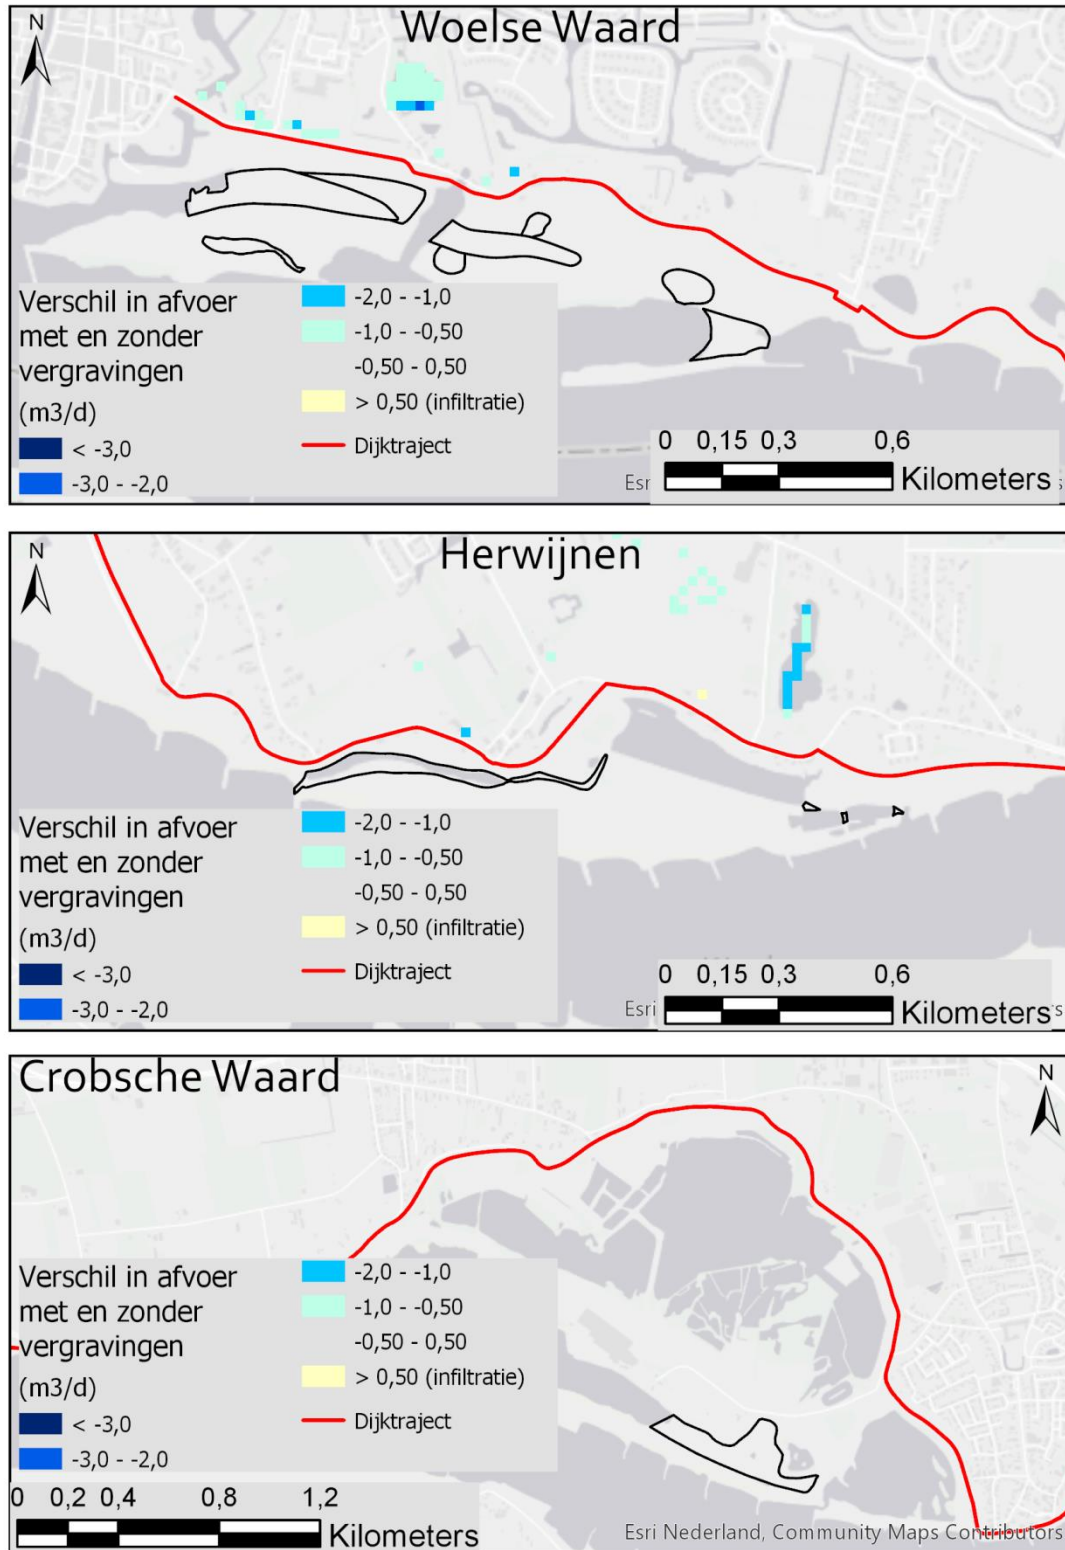 Woelse Waard
N
Verschil in afvoer
met en zonder
vergravingen
(m3/d)
< -3,0
-3,0 - -2,0
-2,0 - -1,0
-1,0 - -0,50
-0,50 - 0,50
> 0,50 (infiltratie)
Dijktraject
0 0,15 0,3 0,6
Kilometers
Esr
Herwijnen
N
Verschil in afvoer
met en zonder
vergravingen
(m3/d)
< -3,0
-3,0 - -2,0
-2,0 - -1,0
-1,0 - -0,50
-0,50 - 0,50
> 0,50 (infiltratie)
Dijktraject
0 0,15 0,3 0,6
Kilometers
Esri
Crobsche Waard
N
Verschil in afvoer
met en zonder
vergravingen
(m3/d)
< -3,0
-3,0 - -2,0
-2,0 - -1,0
-1,0 - -0,50
-0,50 - 0,50
> 0,50 (infiltratie)
Dijktraject
0 0,2 0,4 0,8 1,2
Kilometers
Esri Nederland, Community Maps Contributors